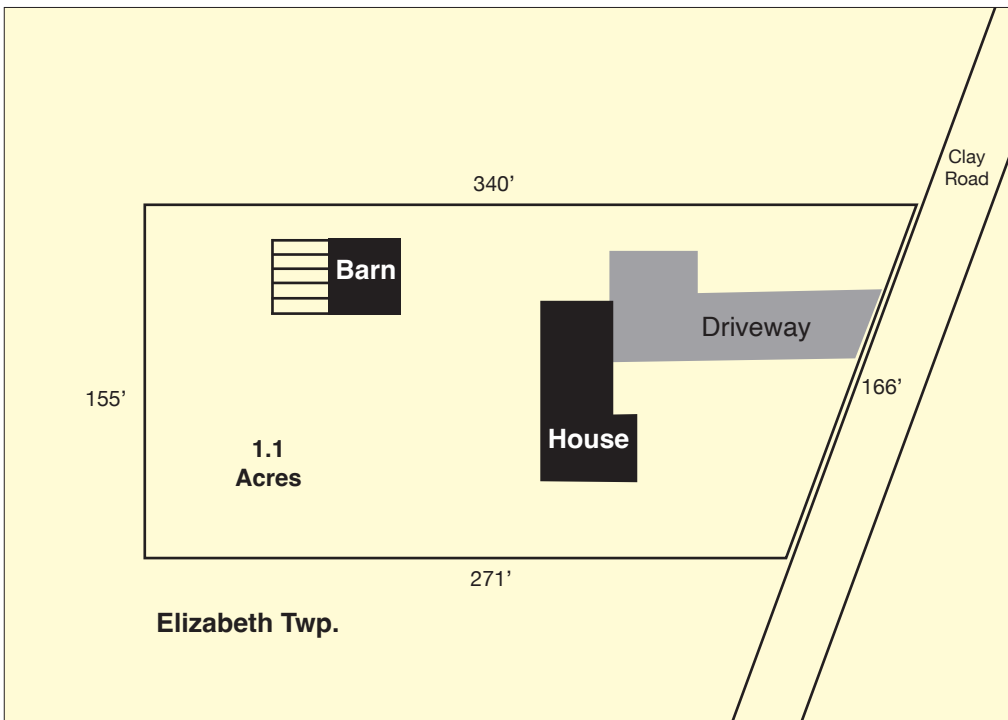 Clay
Road
340’
Barn
Driveway
155’
166’
House
1.1
Acres
271’
Elizabeth Twp.